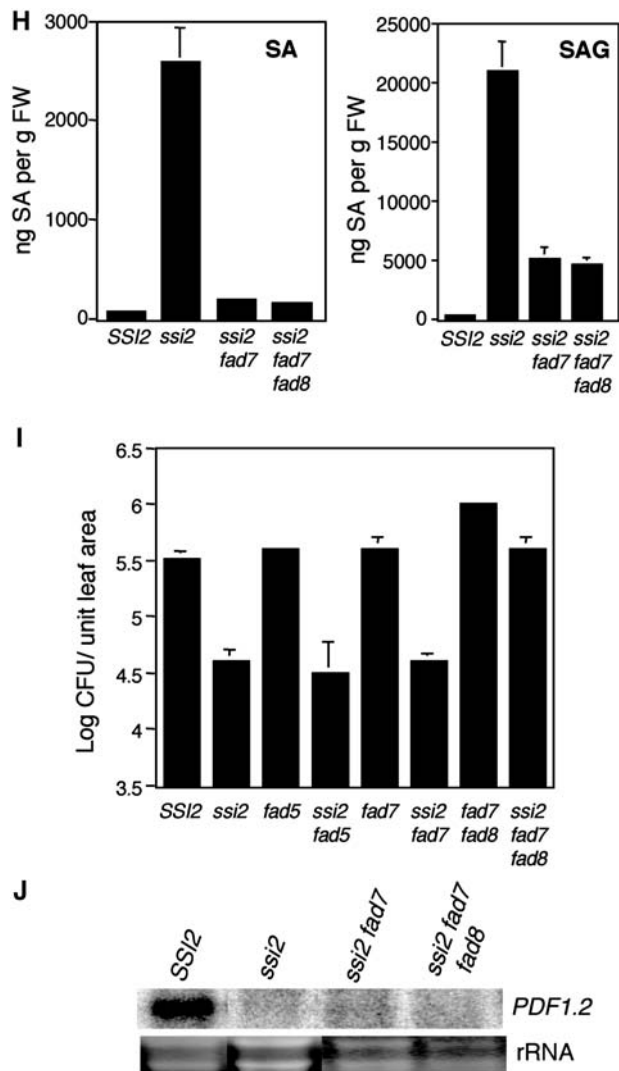 H
SA
ng SA per g FW
3000
2000
1000
0
SSI2 ssi2 ssi2 ssi2
fad7 fad7
fad8
SAG
ng SA per g FW
25000
20000
15000
10000
5000
0
SSI2 ssi2 ssi2 ssi2
fad7 fad7
fad8
I
Log CFU/ unit leaf area
6.5
6
5.5
5
4.5
4
3.5
SSI2 ssi2 fad5 ssi2 fad7 ssi2 fad7 ssi2
fad5 fad7 fad8 fad7
fad8
J
SSI2
ssi2
ssi2 fad7
ssi2 fad7
fad8
PDF1.2
rRNA